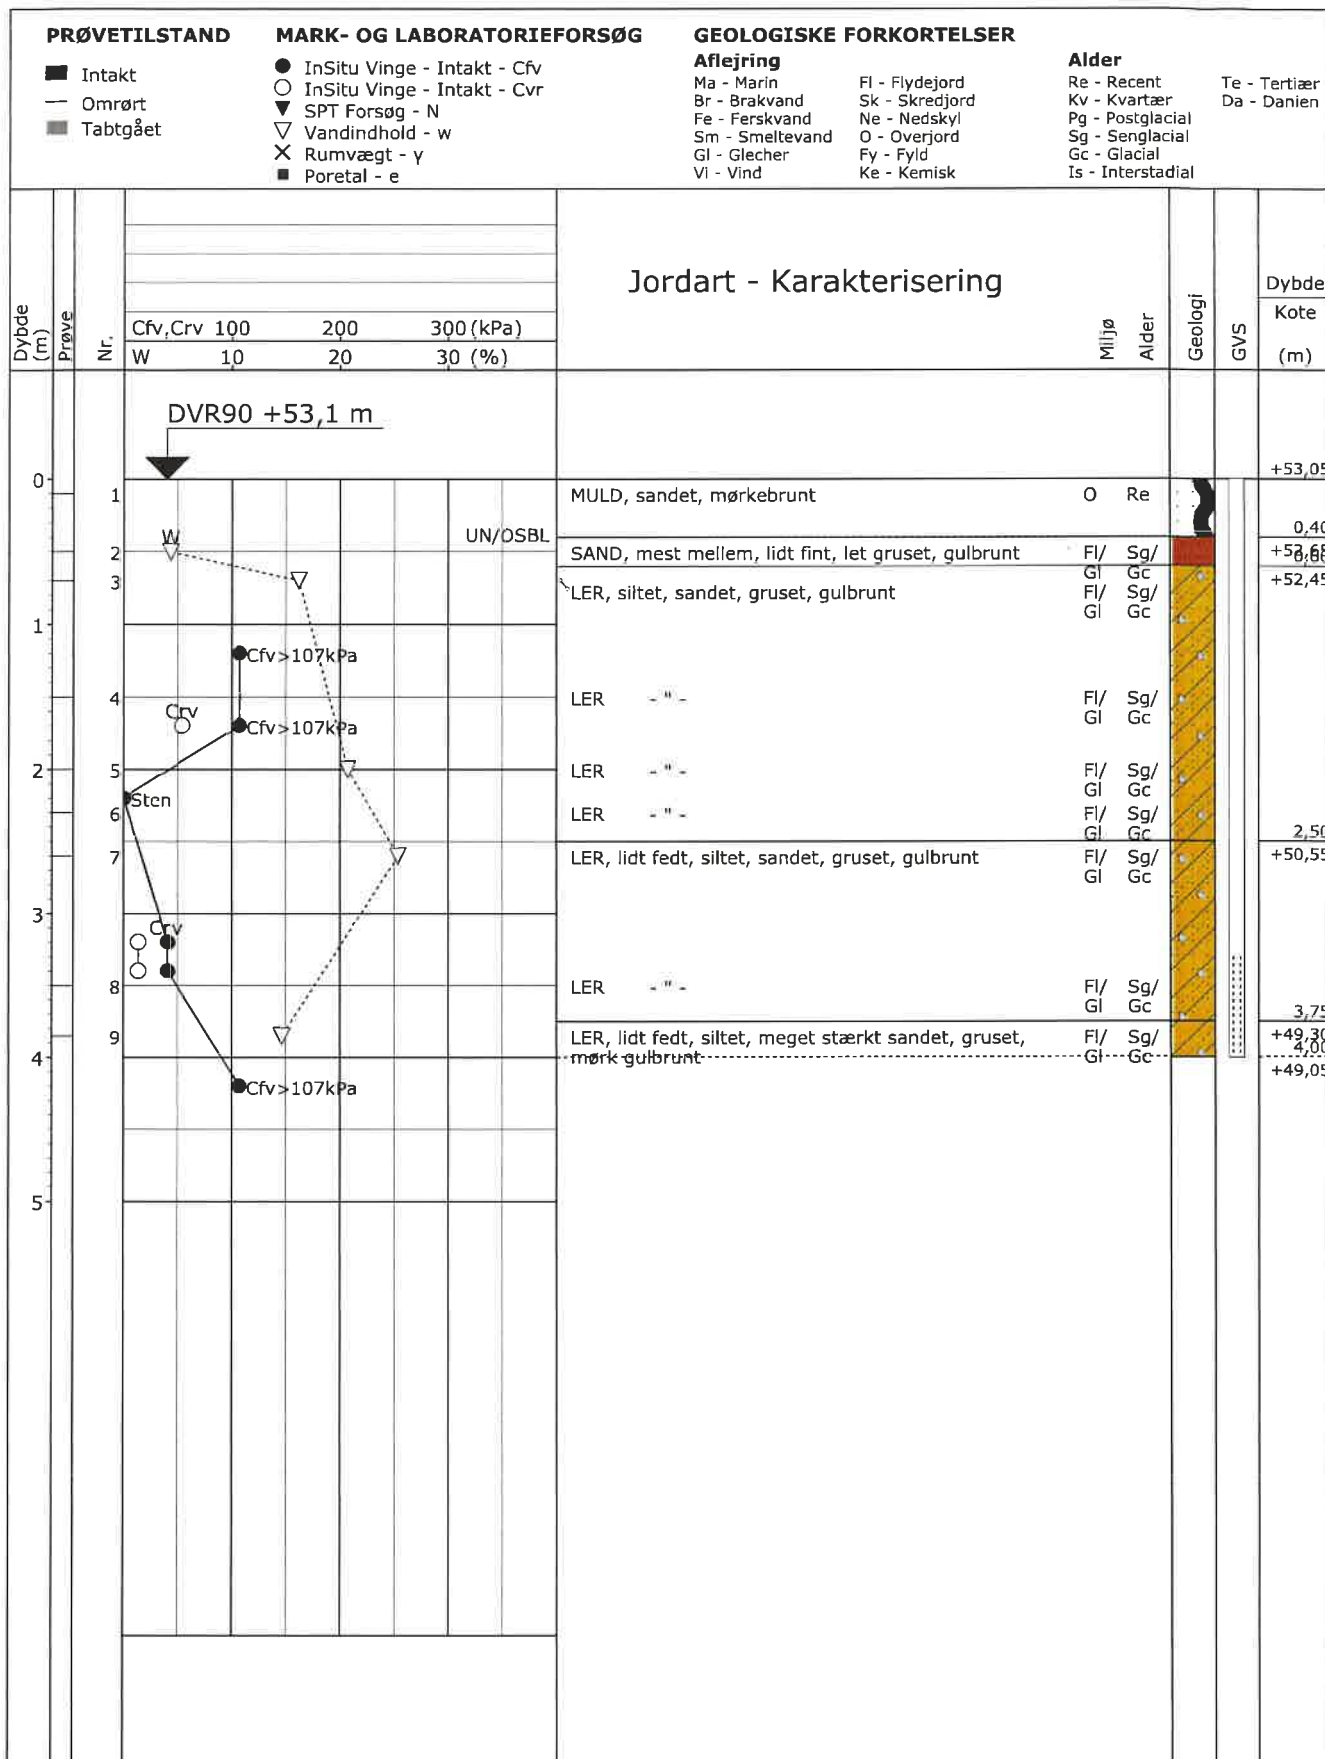 PRØVETILSTAND
Intakt
Omrørt
Tabtgået
MARK- OG LABORATORIEFORSØG
InSitu Vinge - Intakt - Cfv
InSitu Vinge - Intakt - Cvr
SPT Forsøg - N
Vandindhold - w
Rumvægt - γ
Poretal - e
GEOLOGISKE FORKORTELSER
Aflejring
Ma - Marin
Br - Brakvand
Fe - Ferskvand
Sm - Smeltevand
Gl - Glecher
Vi - Vind
Fl - Flydejord
Sk - Skredjord
Ne - Nedskyl
O - Overjord
Fy - Fyld
Ke - Kemisk
Alder
Re - Recent
Kv - Kvartær
Pg - Postglacial
Sg - Senglacial
Gc - Glacial
Is - Interstadial
Te - Tertiær
Da - Danien
Dybde (m)
Prøve
Nr.
Cfv,Crv 100 200 300 (kPa)
W 10 20 30 (%)
Jordart - Karakterisering
Miljø
Alder
Geologi
GVS
Dybde
Kote
(m)
DVR90 +53,1 m
+53,05
0
1 MULD, sandet, mørkebrunt O Re
0,40
W UN/OSBL
2 SAND, mest mellem, lidt fint, let gruset, gulbrunt Fl/ Sg/
Gl Gc
+52,65
0,60
+52,45
3 LER, siltet, sandet, gruset, gulbrunt Fl/ Sg/
Gl Gc
1
Cfv>107kPa
4 LER - " - Fl/ Sg/
Gl Gc
Crv
Cfv>107kPa
2 5 LER - " - Fl/ Sg/
Gl Gc
Sten
6 LER - " - Fl/ Sg/
Gl Gc
2,50
+50,55
7 LER, lidt fedt, siltet, sandet, gruset, gulbrunt Fl/ Sg/
Gl Gc
3
Crv
8 LER - " - Fl/ Sg/
Gl Gc
3,75
+49,30
9 LER, lidt fedt, siltet, meget stærkt sandet, gruset, Fl/ Sg/
mørk gulbrunt Gl Gc
4,00
+49,05
4
Cfv>107kPa
5